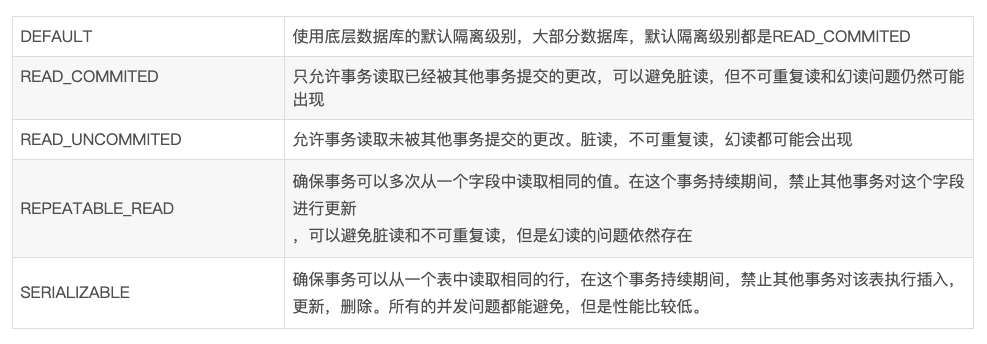 DEFAULT
使用底层数据库的默认隔离级别，大部分数据库，默认隔离级别都是READ_COMMITED
READ_COMMITED
只允许事务读取已经被其他事务提交的更改，可以避免脏读，但不可重复读和幻读问题仍然可能
出现
READ_UNCOMMITED
允许事务读取未被其他事务提交的更改。脏读，不可重复读，幻读都可能会出现
REPEATABLE_READ
确保事务可以多次从一个字段中读取相同的值。在这个事务持续期间，禁止其他事务对这个字段
进行更新
，可以避免脏读和不可重复读，但是幻读的问题依然存在
SERIALIZABLE
确保事务可以从一个表中读取相同的行，在这个事务持续期间，禁止其他事务对该表执行插入，
更新，删除。所有的并发问题都能避免，但是性能比较低。